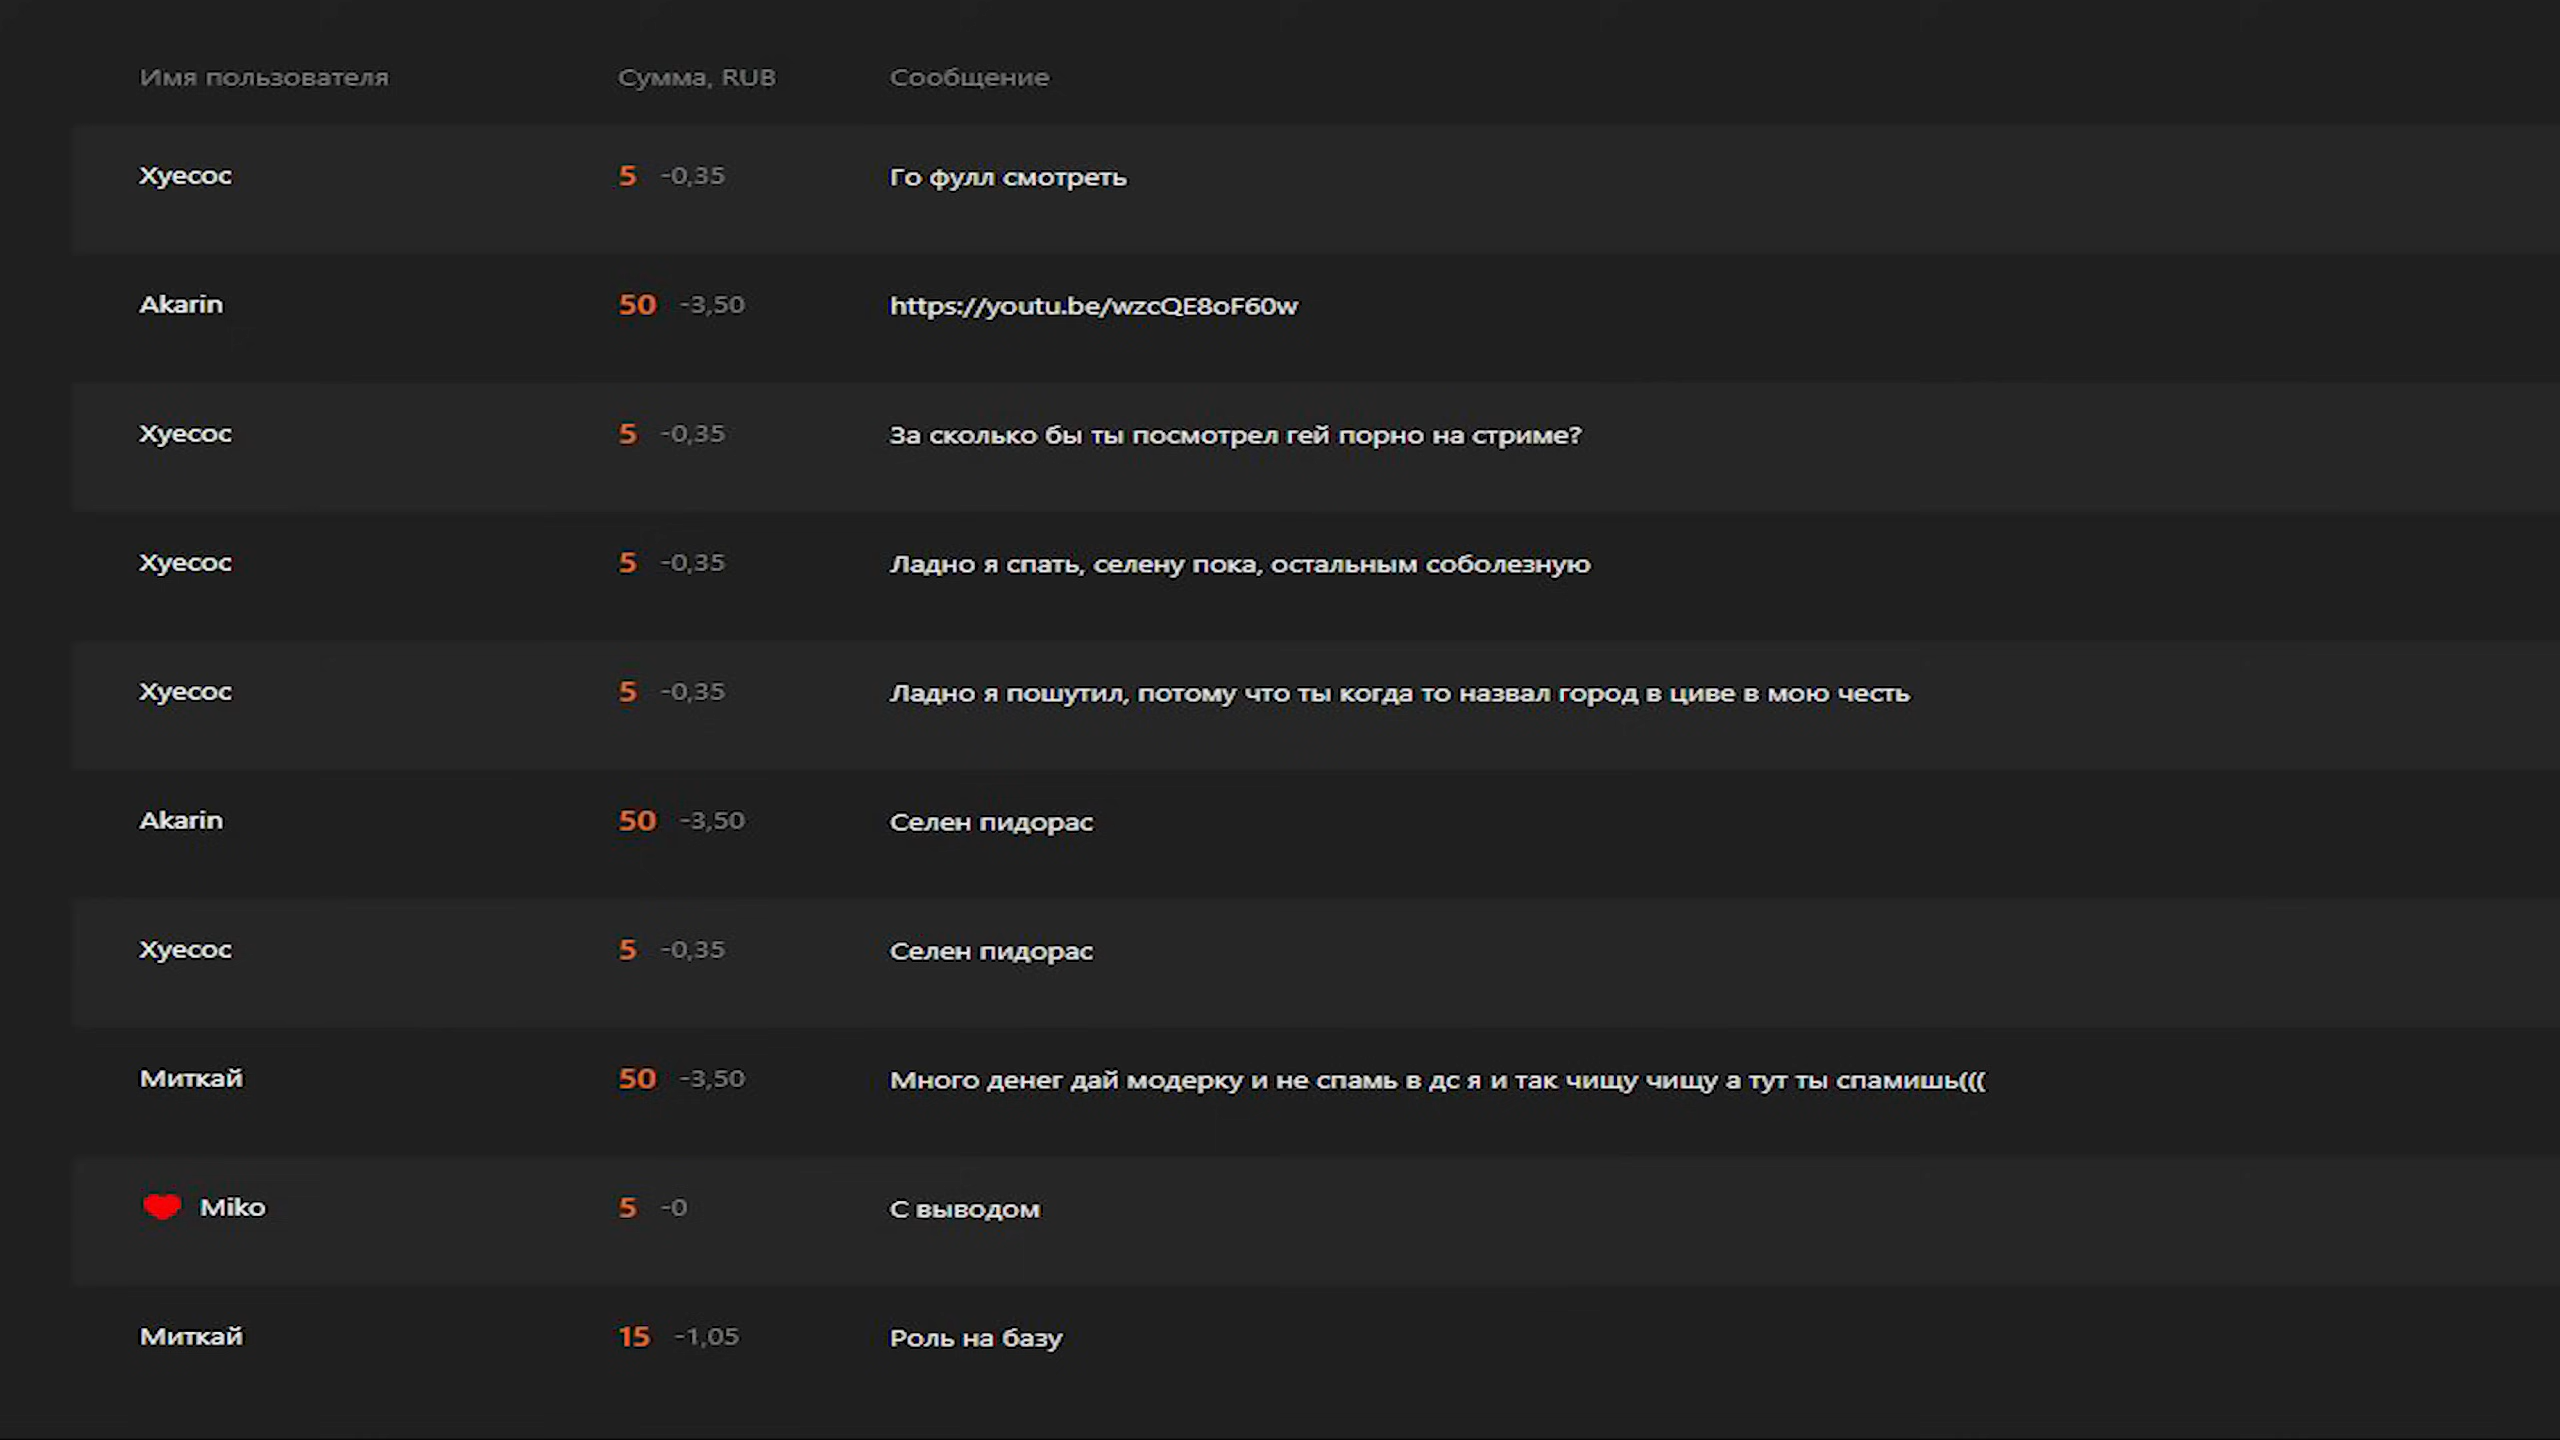 Имя пользователя Сумма, RUB Сообщение
Хуесос 5 -0,35 Го фулл смотреть
Akarin 50 -3,50 https://youtu.be/wzcQE8oF60w
Хуесос 5 -0,35 За сколько бы ты посмотрел гей порно на стриме?
Хуесос 5 -0,35 Ладно я спать, селену пока, остальным соболезную
Хуесос 5 -0,35 Ладно я пошутил, потому что ты когда то назвал город в циве в мою честь
Akarin 50 -3,50 Селен пидорас
Хуесос 5 -0,35 Селен пидорас
Миткай 50 -3,50 Много денег дай модерку и не спамь в дс я и так чищу чищу а тут ты спамишь(((
Miko 5 -0 С выводом
Миткай 15 -1,05 Роль на базу